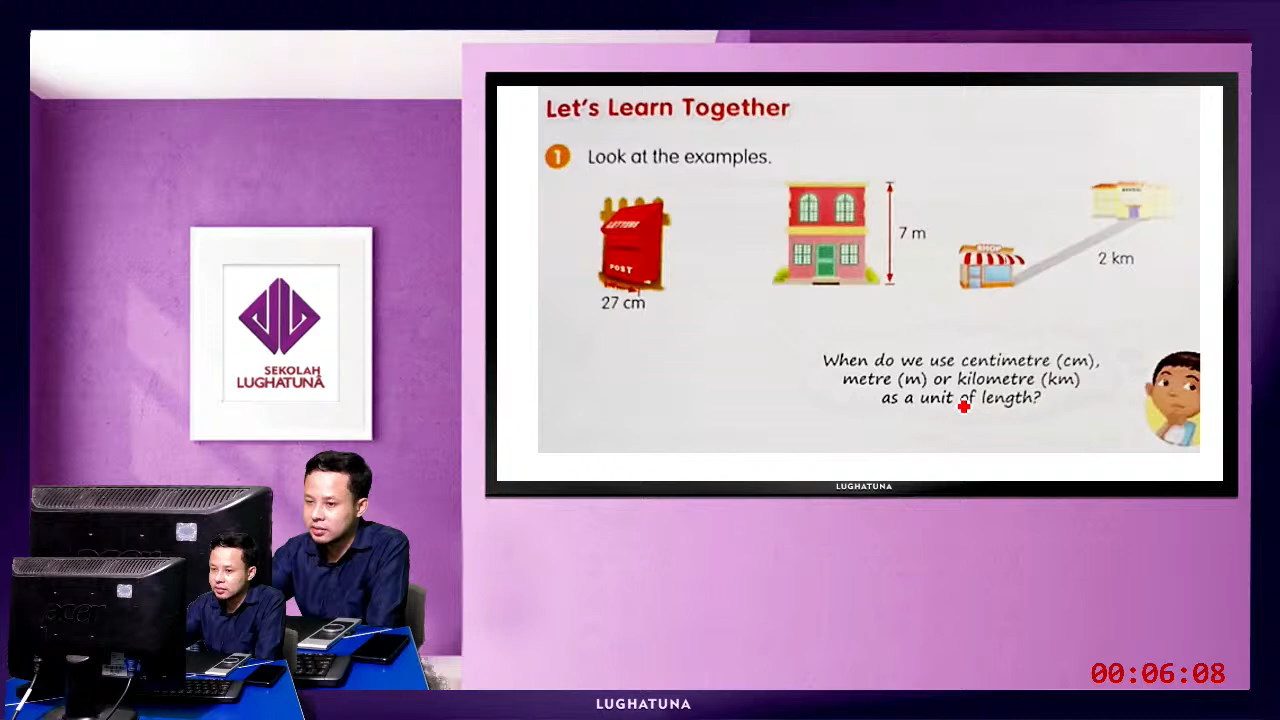 Let's Learn Together
1 Look at the examples.
LETTERS
POST
27 cm
7 m
SHOP
2 km
When do we use centimetre (cm),
metre (m) or kilometre (km)
as a unit of length?
LUGHATUNA
SEKOLAH
LUGHATUNA
acer
00:06:08
LUGHATUNA